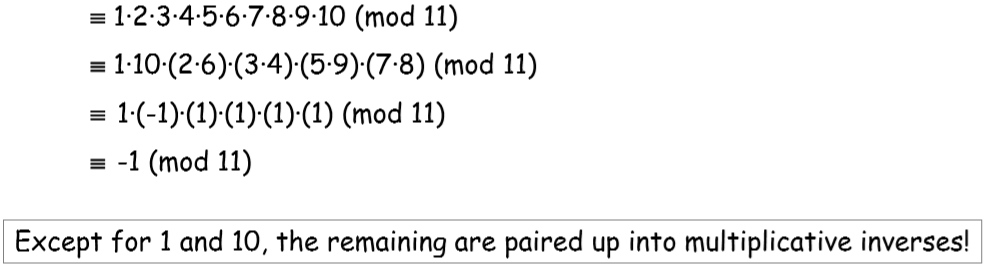 ≡ 1·2·3·4·5·6·7·8·9·10 (mod 11)
≡ 1·10·(2·6)·(3·4)·(5·9)·(7·8) (mod 11)
≡ 1·(-1)·(1)·(1)·(1)·(1) (mod 11)
≡ -1 (mod 11)
Except for 1 and 10, the remaining are paired up into multiplicative inverses!